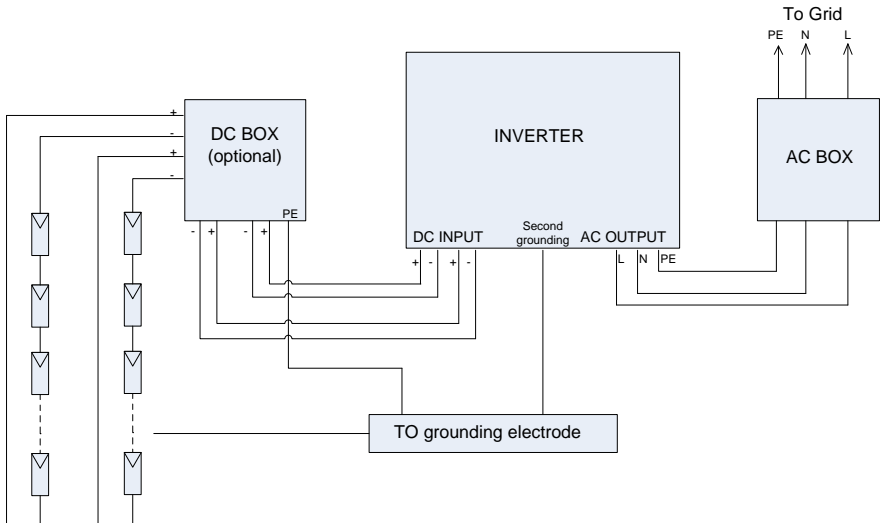 To Grid
PE N L
+
-
+
-
DC BOX
(optional)
PE
- + - +
INVERTER
DC INPUT
Second
grounding
AC OUTPUT
+ - + -
L N PE
AC BOX
TO grounding electrode